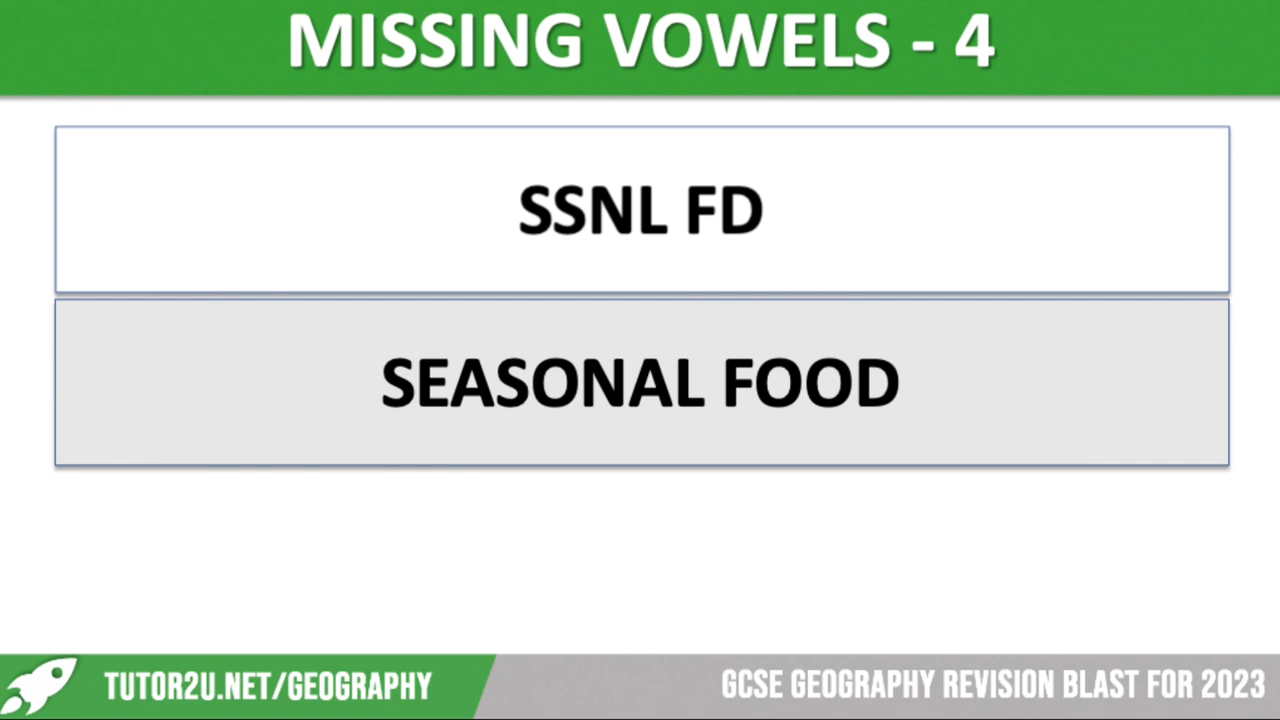 MISSING VOWELS - 4
SSNL FD
SEASONAL FOOD
TUTOR2U.NET/GEOGRAPHY
GCSE GEOGRAPHY REVISION BLAST FOR 2023